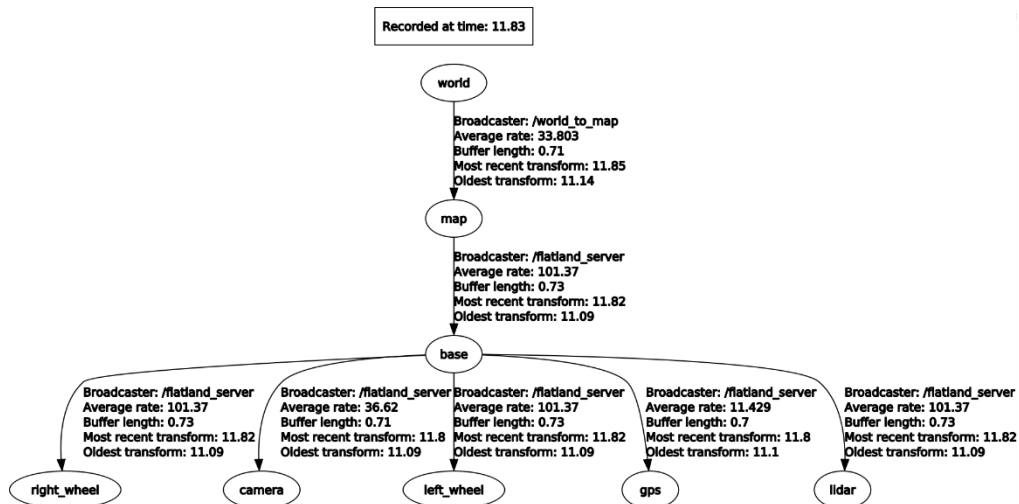 Recorded at time: 11.83
world
Broadcaster: /world_to_map
Average rate: 33.803
Buffer length: 0.71
Most recent transform: 11.85
Oldest transform: 11.14
map
Broadcaster: /flatland_server
Average rate: 101.37
Buffer length: 0.73
Most recent transform: 11.82
Oldest transform: 11.09
base
Broadcaster: /flatland_server
Average rate: 101.37
Buffer length: 0.73
Most recent transform: 11.82
Oldest transform: 11.09
right_wheel
Broadcaster: /flatland_server
Average rate: 36.62
Buffer length: 0.71
Most recent transform: 11.8
Oldest transform: 11.09
camera
Broadcaster: /flatland_server
Average rate: 101.37
Buffer length: 0.73
Most recent transform: 11.82
Oldest transform: 11.09
left_wheel
Broadcaster: /flatland_server
Average rate: 11.429
Buffer length: 0.7
Most recent transform: 11.8
Oldest transform: 11.1
gps
Broadcaster: /flatland_server
Average rate: 101.37
Buffer length: 0.73
Most recent transform: 11.82
Oldest transform: 11.09
lidar